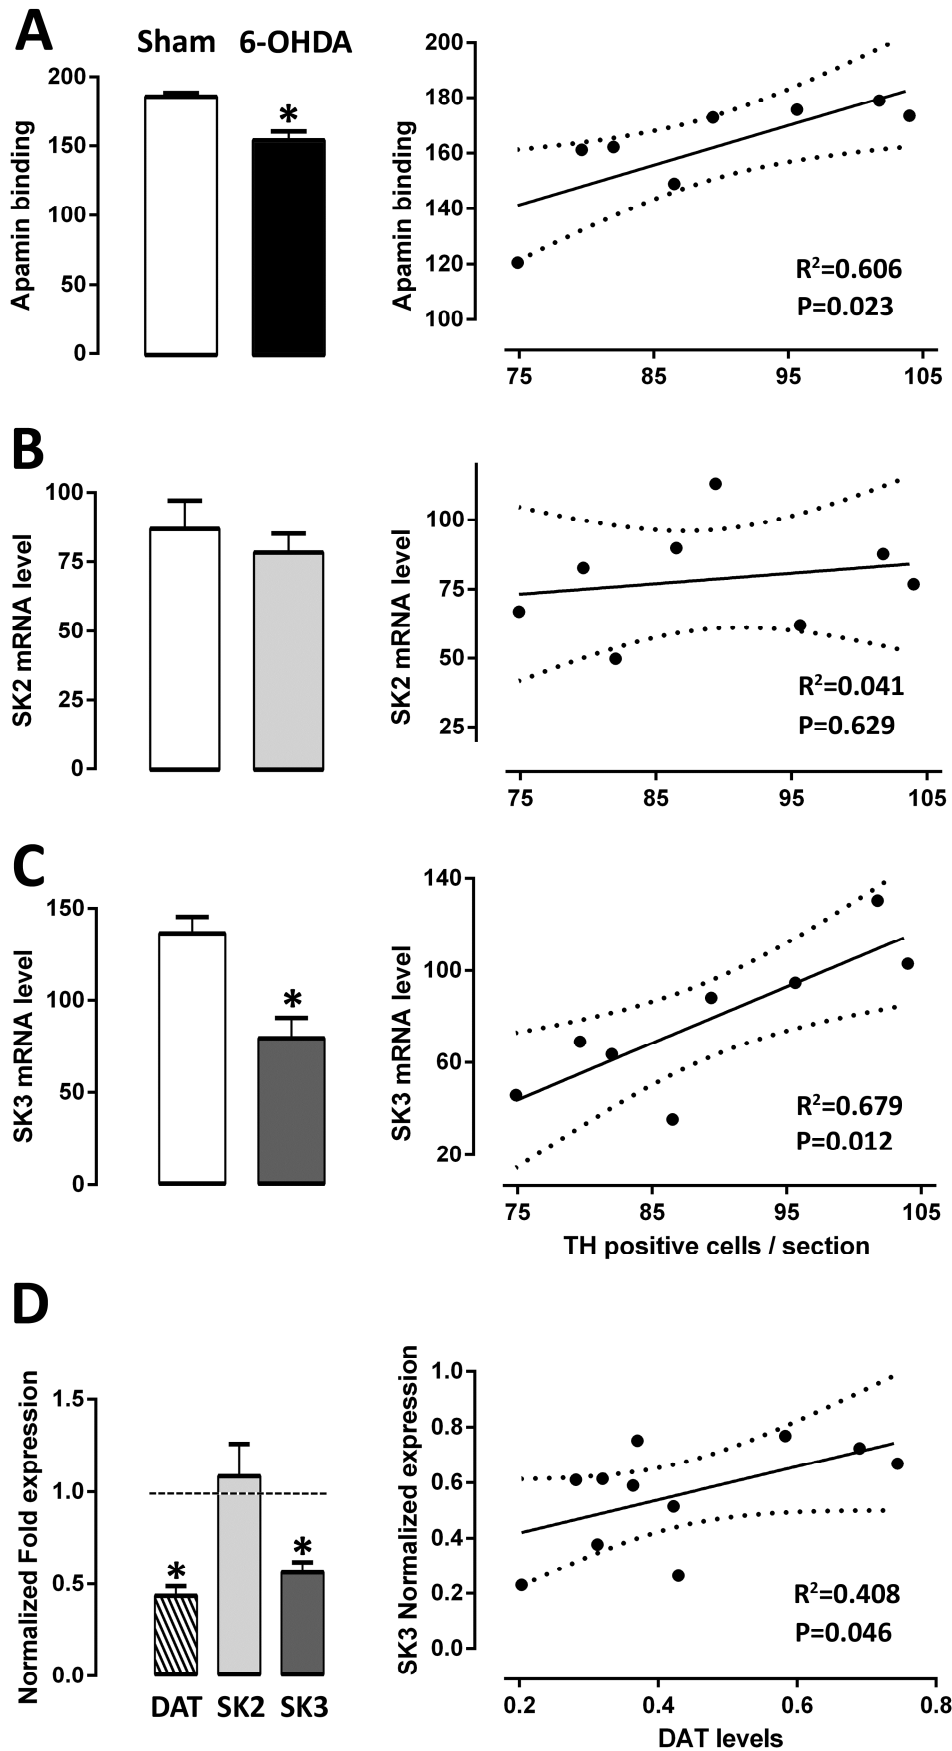 A
Sham 6-OHDA
Apamin binding
200
150
100
50
0
*
Apamin binding
200
180
160
140
120
100
R²=0.606
P=0.023
75 85 95 105
B
SK2 mRNA level
100
75
50
25
0
SK2 mRNA level
100
75
50
25
R²=0.041
P=0.629
75 85 95 105
C
SK3 mRNA level
150
100
50
0
*
SK3 mRNA level
140
100
60
20
R²=0.679
P=0.012
75 85 95 105
TH positive cells / section
D
Normalized Fold expression
1.5
1.0
0.5
0.0
* *
DAT SK2 SK3
SK3 Normalized expression
1.0
0.8
0.6
0.4
0.2
0.0
R²=0.408
P=0.046
0.2 0.4 0.6 0.8
DAT levels